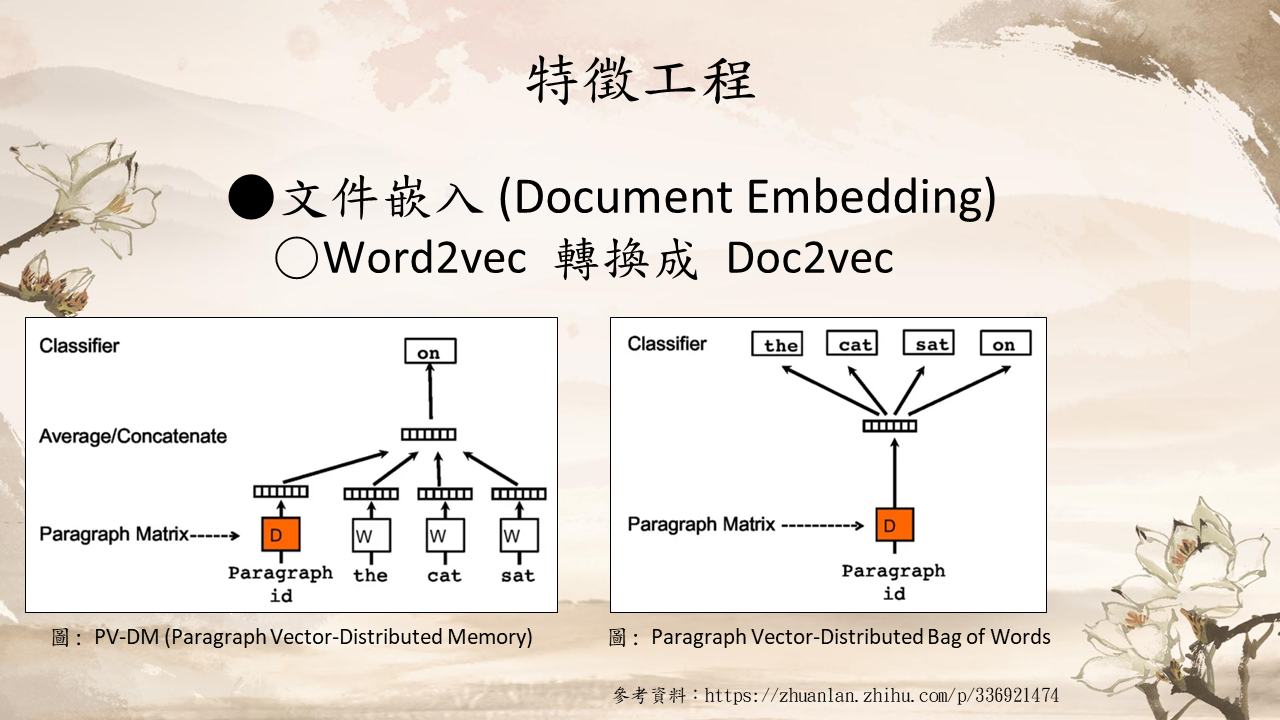 特徵工程
●文件嵌入 (Document Embedding)
○Word2vec 轉換成 Doc2vec
Classifier
on
Average/Concatenate
Paragraph Matrix
D W W W
Paragraph id the cat sat
圖： PV-DM (Paragraph Vector-Distributed Memory)
Classifier
the cat sat on
Paragraph Matrix
D
Paragraph
id
圖： Paragraph Vector-Distributed Bag of Words
參考資料：https://zhuanlan.zhihu.com/p/336921474